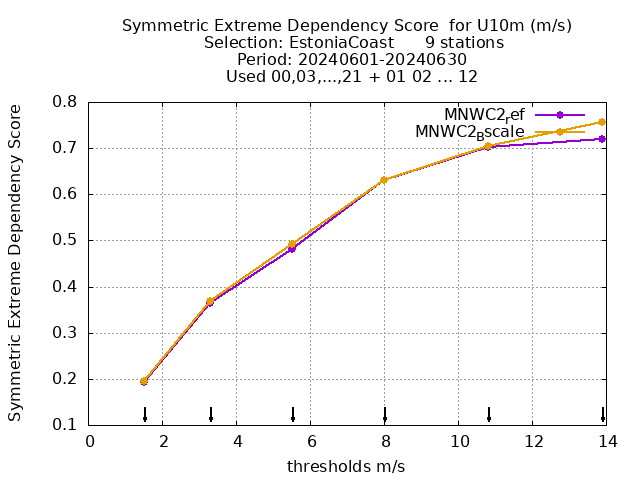 Symmetric Extreme Dependency Score  for U10m (m/s)
Selection: EstoniaCoast      9 stations
Period: 20240601-20240630
Used 00,03,...,21 + 01 02 ... 12
Symmetric Extreme Dependency Score
0.8
0.7
0.6
0.5
0.4
0.3
0.2
0.1
MNWC2ref
MNWC2Bscale
0 2 4 6 8 10 12 14
thresholds m/s